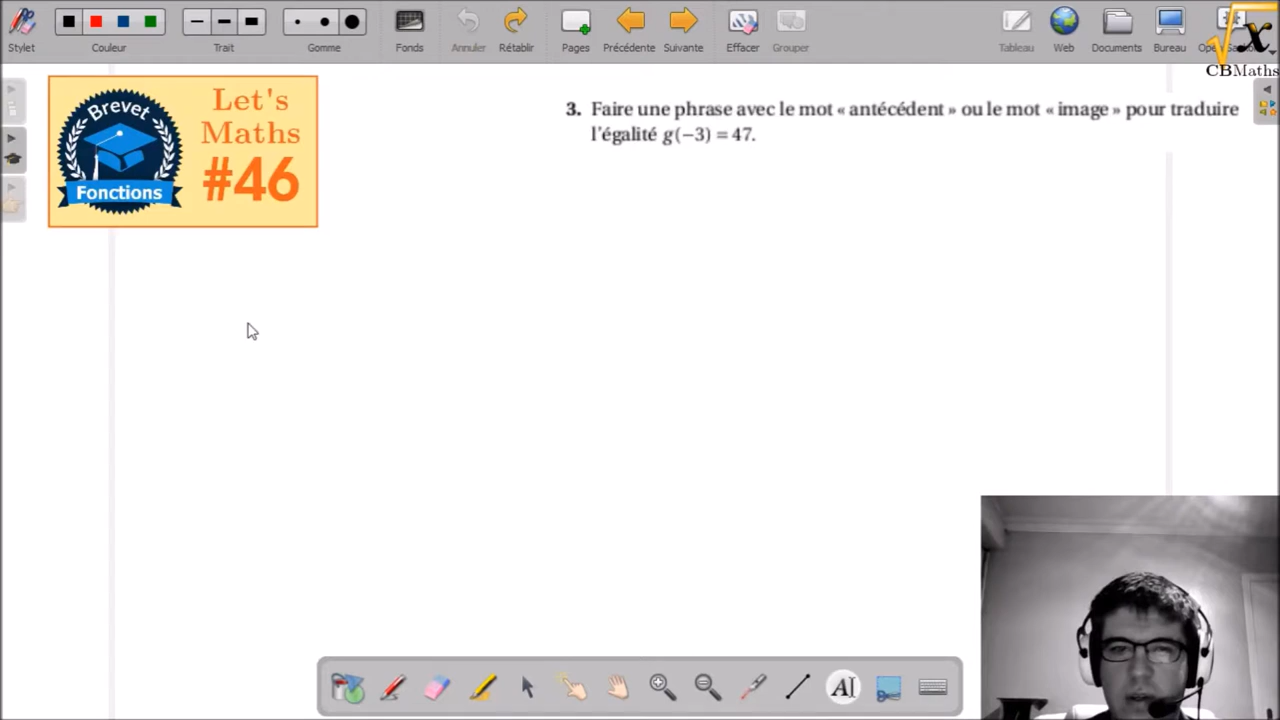 Stylet
Couleur
Trait
Gomme
Fonds
Annuler
Rétablir
Pages
Précédente
Suivante
Effacer
Grouper
Tableau
Web
Documents
Bureau
x
CBMaths
Brevet
Fonctions
Let's
Maths
#46
3. Faire une phrase avec le mot « antécédent » ou le mot « image » pour traduire
l'égalité g(−3) = 47.
AI